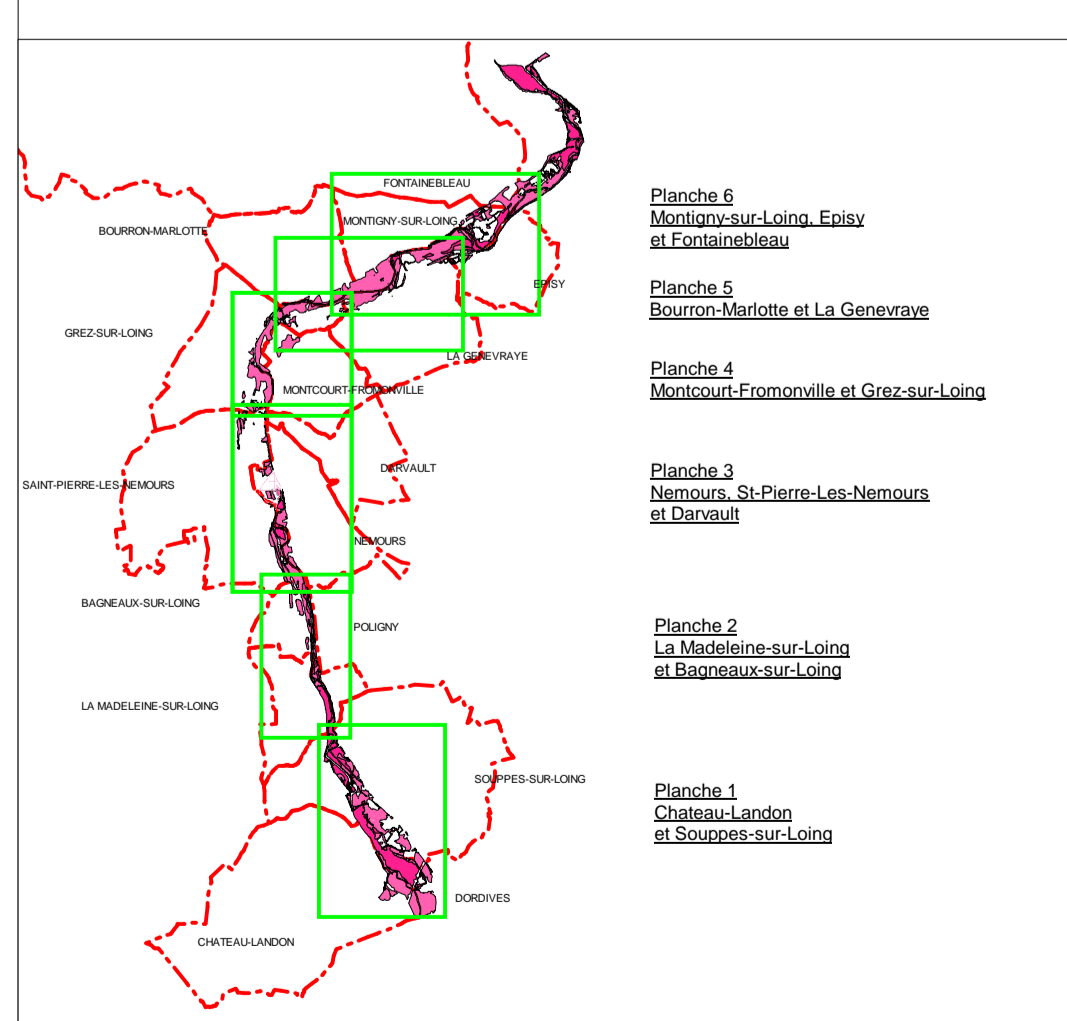 FONTAINEBLEAU
MONTIGNY-SUR-LOING
BOURRON-MARLOTTE
EPISY
GREZ-SUR-LOING
LA GENEVRAYE
MONTCOURT-FROMONVILLE
DARVAULT
SAINT-PIERRE-LES-NEMOURS
NEMOURS
BAGNEAUX-SUR-LOING
POLIGNY
LA MADELEINE-SUR-LOING
SOUPPES-SUR-LOING
DORDIVES
CHATEAU-LANDON
Planche 6
Montigny-sur-Loing, Episy
et Fontainebleau
Planche 5
Bourron-Marlotte et La Genevraye
Planche 4
Montcourt-Fromonville et Grez-sur-Loing
Planche 3
Nemours, St-Pierre-Les-Nemours
et Darvault
Planche 2
La Madeleine-sur-Loing
et Bagneaux-sur-Loing
Planche 1
Chateau-Landon
et Souppes-sur-Loing